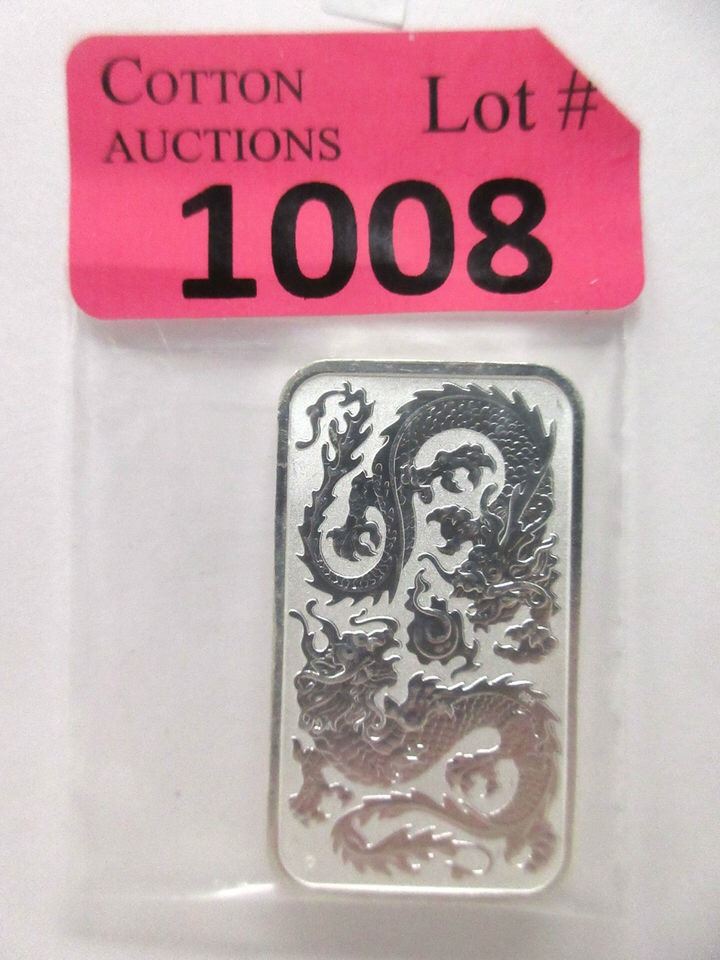 COTTON
AUCTIONS
Lot #
1008